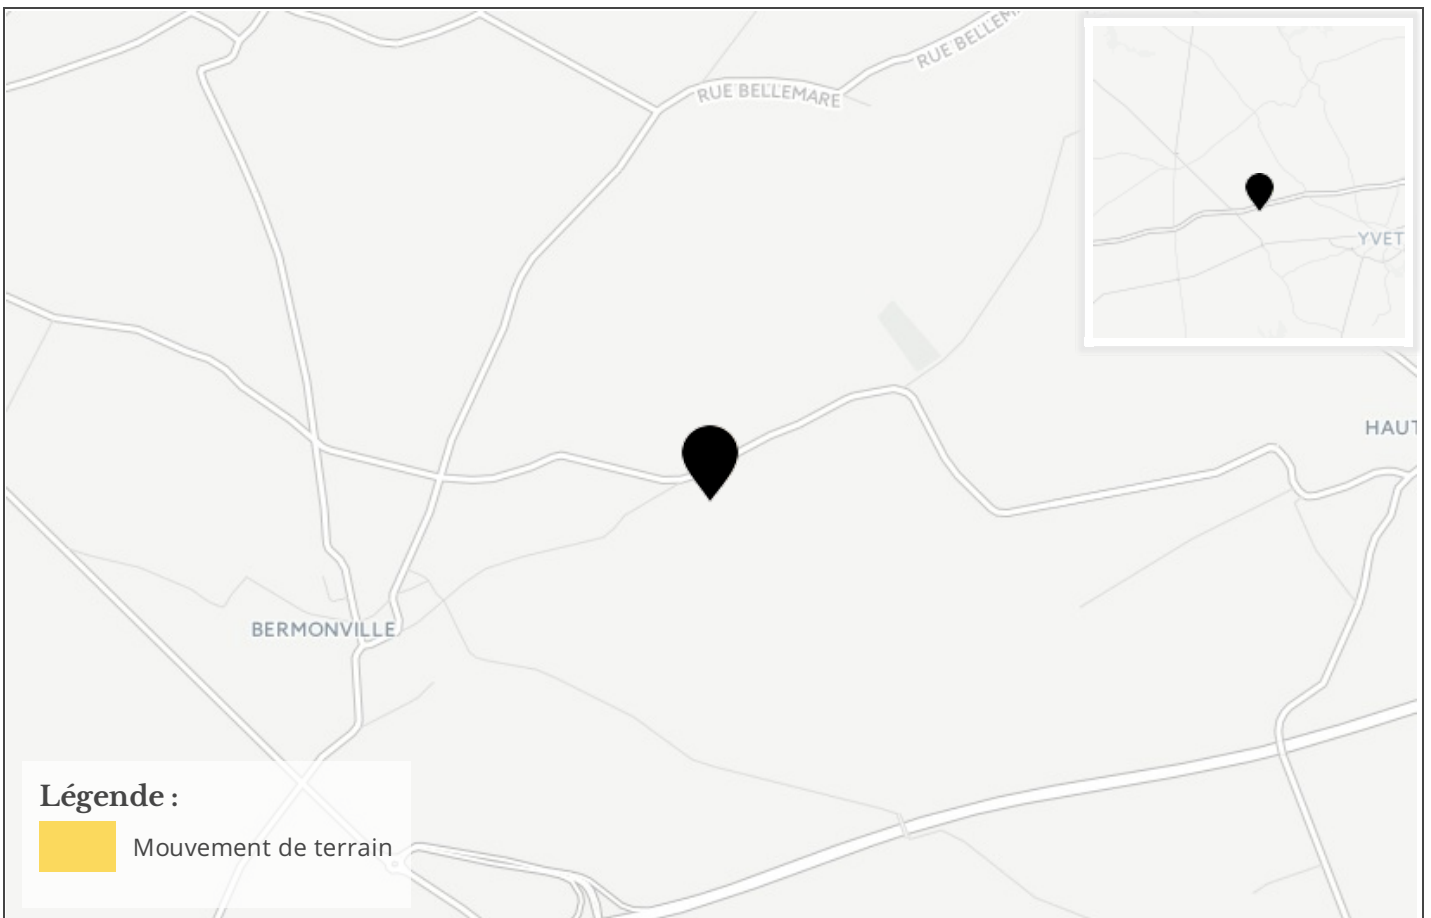 RUE BELLEM
RUE BELLEMARE
YVET
HAUT
BERMONVILLE
Légende :
Mouvement de terrain